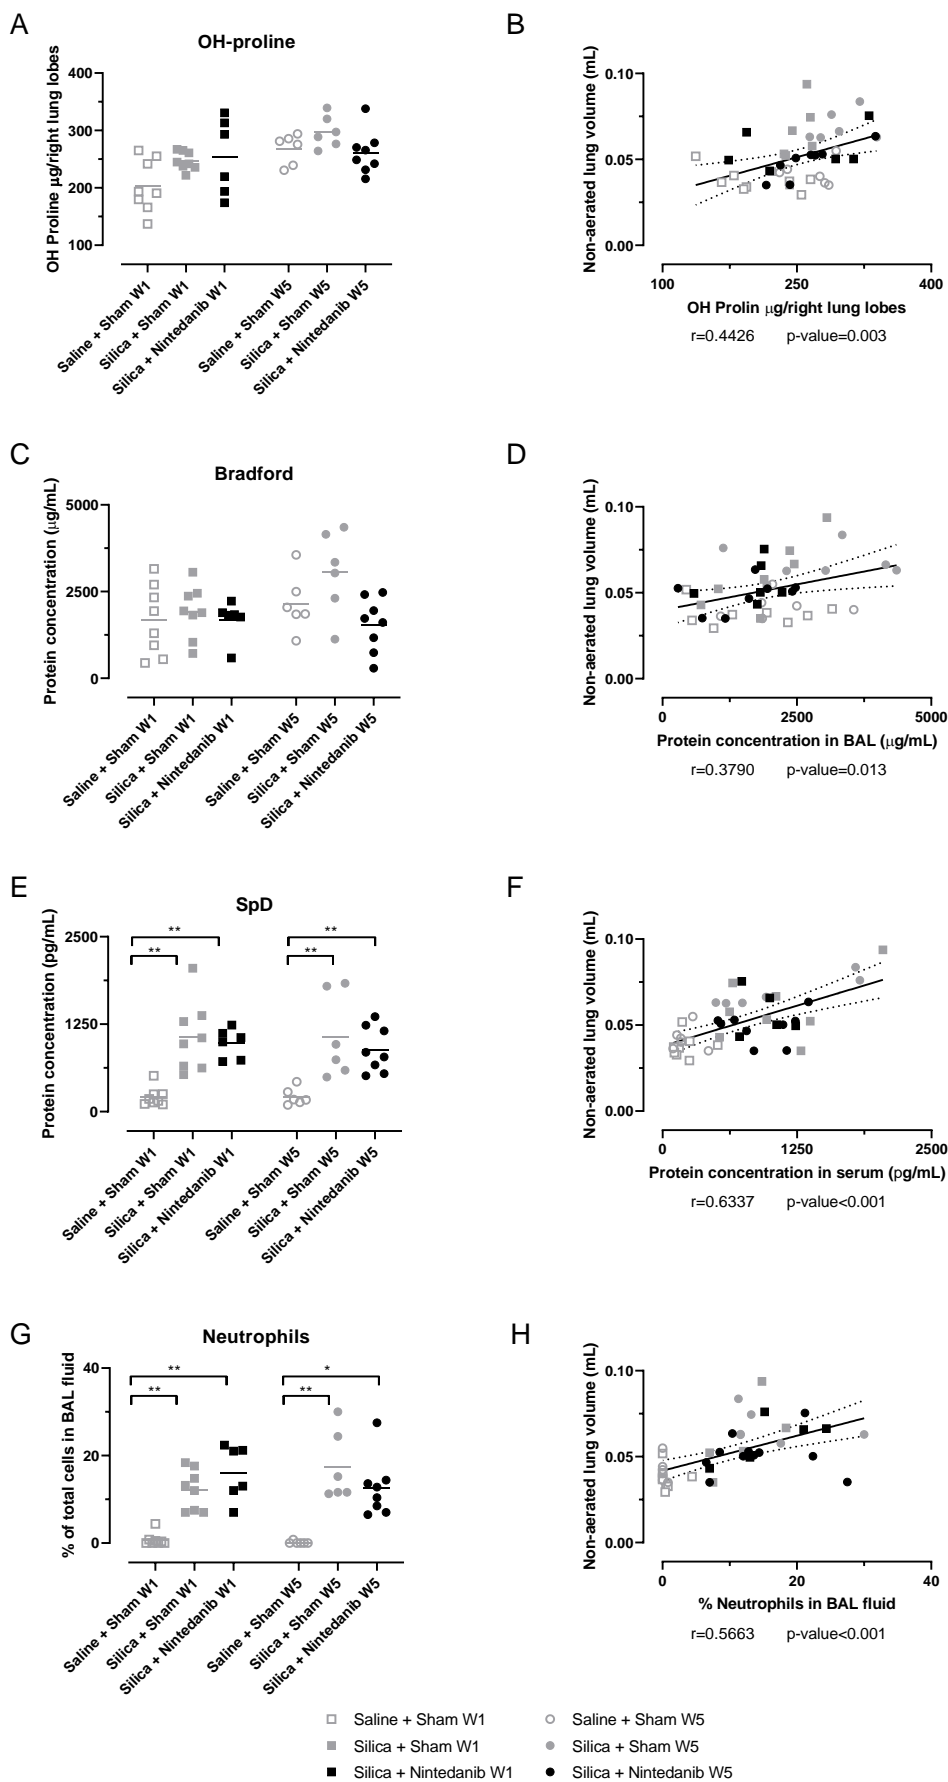 A
OH-proline
OH Proline µg/right lung lobes
400
300
200
100
Saline + Sham W1
Silica + Sham W1
Silica + Nintedanib W1
Saline + Sham W5
Silica + Sham W5
Silica + Nintedanib W5
B
Non-aerated lung volume (mL)
0.10
0.05
0.00
100
250
400
OH Prolin µg/right lung lobes
r=0.4426 p-value=0.003
C
Bradford
Protein concentration (µg/mL)
5000
2500
0
Saline + Sham W1
Silica + Sham W1
Silica + Nintedanib W1
Saline + Sham W5
Silica + Sham W5
Silica + Nintedanib W5
D
Non-aerated lung volume (mL)
0.10
0.05
0.00
0
2500
5000
Protein concentration in BAL (µg/mL)
r=0.3790 p-value=0.013
E
SpD
Protein concentration (pg/mL)
2500
1250
0
**
**
**
**
Saline + Sham W1
Silica + Sham W1
Silica + Nintedanib W1
Saline + Sham W5
Silica + Sham W5
Silica + Nintedanib W5
F
Non-aerated lung volume (mL)
0.10
0.05
0.00
0
1250
2500
Protein concentration in serum (pg/mL)
r=0.6337 p-value<0.001
G
Neutrophils
% of total cells in BAL fluid
40
20
0
**
**
*
**
Saline + Sham W1
Silica + Sham W1
Silica + Nintedanib W1
Saline + Sham W5
Silica + Sham W5
Silica + Nintedanib W5
H
Non-aerated lung volume (mL)
0.10
0.05
0.00
0
20
40
% Neutrophils in BAL fluid
r=0.5663 p-value<0.001
Saline + Sham W1
Saline + Sham W5
Silica + Sham W1
Silica + Sham W5
Silica + Nintedanib W1
Silica + Nintedanib W5